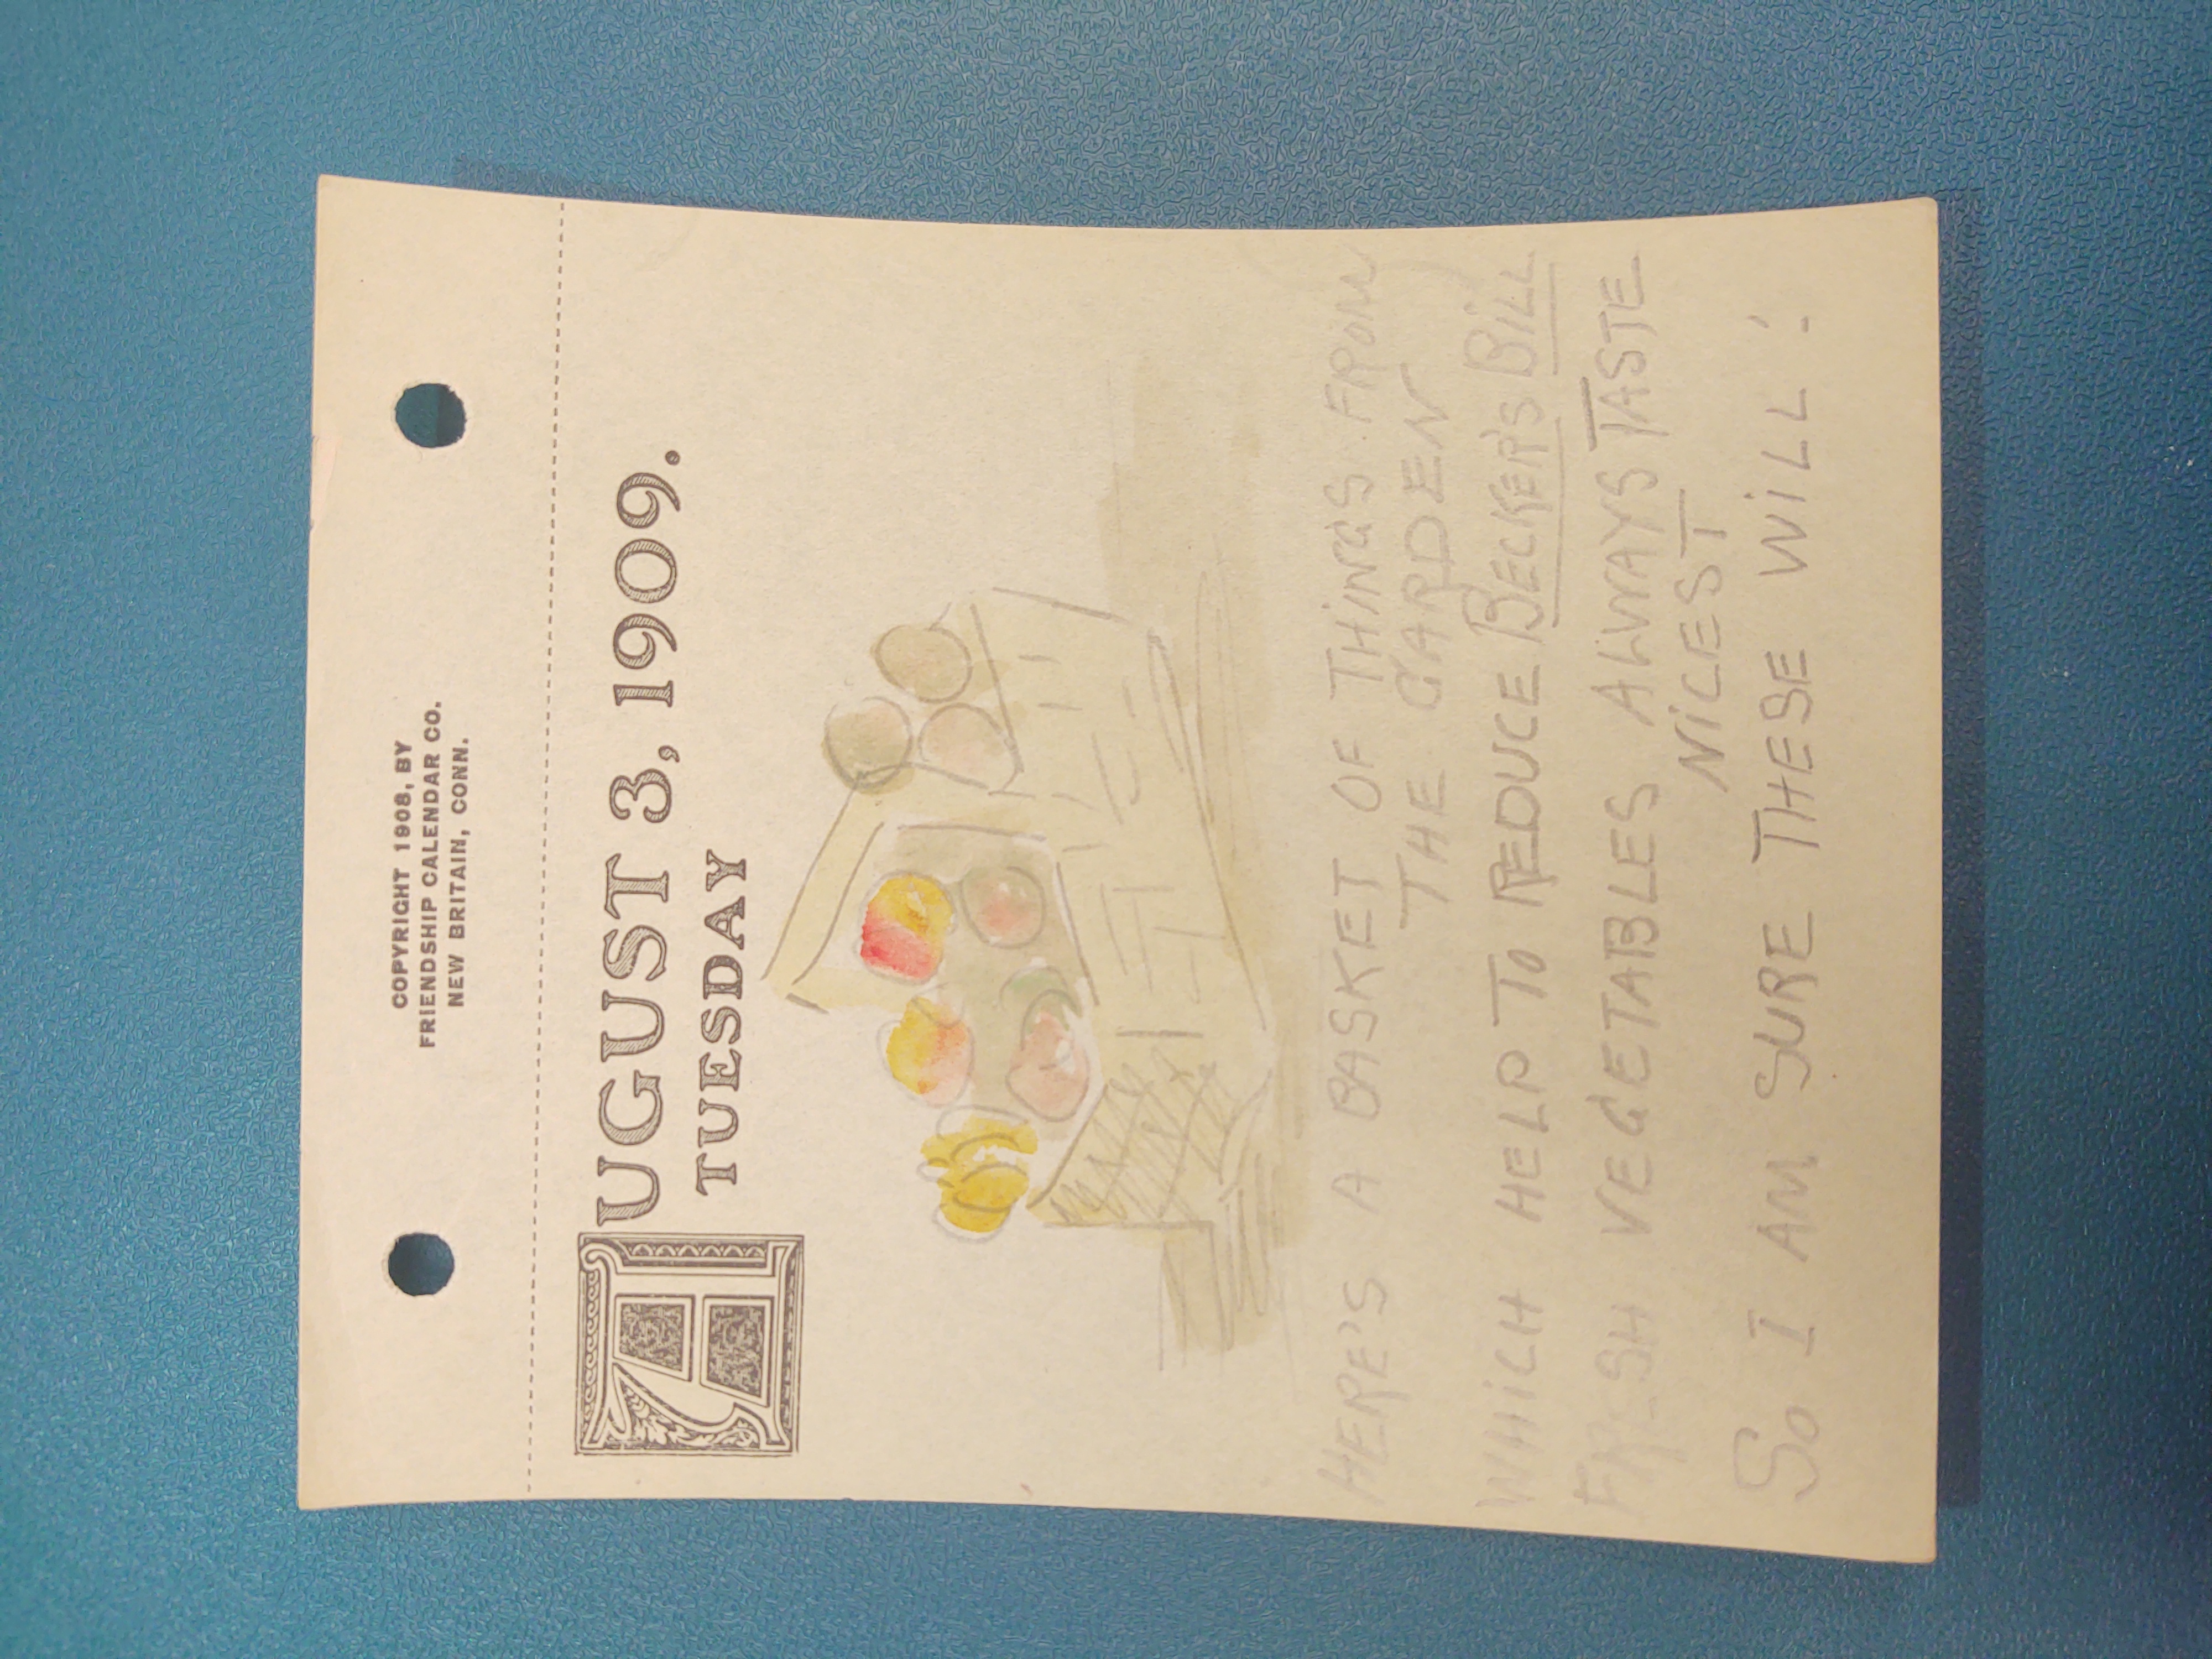 COPYRIGHT 1908, BY
FRIENDSHIP CALENDAR CO.
NEW BRITAIN, CONN.
AUGUST 3, 1909.
TUESDAY
HERE'S A BASKET OF THINGS FROM
THE GARDEN
WHICH HELP TO REDUCE BECKER'S BILL
FRESH VEGETABLES ALWAYS TASTE
NICEST
So I AM SURE THESE WILL!